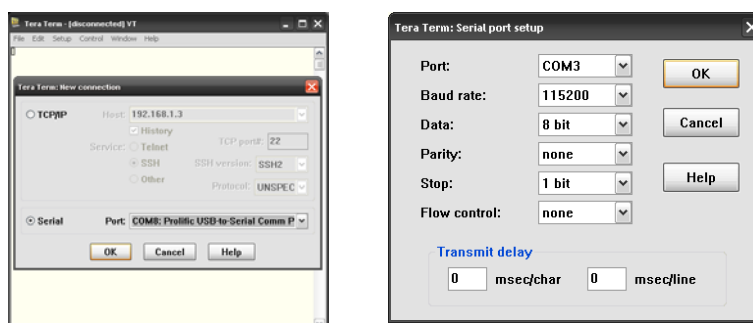 Tera Term - [disconnected] VT
File Edit Setup Control Window Help
Tera Term: New connection
TCP/IP Host: 192.168.1.3
History
Service: Telnet TCP port#: 22
SSH SSH version: SSH2
Other Protocol: UNSPEC
Serial Port: COM8: Prolific USB-to-Serial Comm P
OK Cancel Help
Tera Term: Serial port setup
Port: COM3 OK
Baud rate: 115200
Data: 8 bit Cancel
Parity: none
Stop: 1 bit Help
Flow control: none
Transmit delay
0 msec/char 0 msec/line